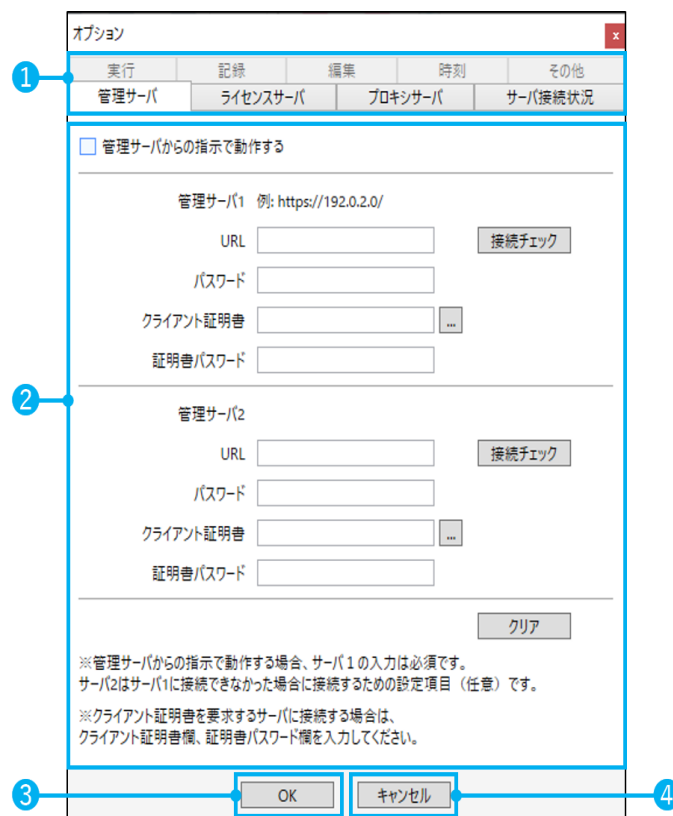 オプション x
1
実行 記録 編集 時刻 その他
管理サーバ ライセンスサーバ プロキシサーバ サーバ接続状況
管理サーバからの指示で動作する
管理サーバ1 例: https://192.0.2.0/
URL 接続チェック
パスワード
クライアント証明書 ...
証明書パスワード
2
管理サーバ2
URL 接続チェック
パスワード
クライアント証明書 ...
証明書パスワード
クリア
※管理サーバからの指示で動作する場合、サーバ１の入力は必須です。
サーバ2はサーバ1に接続できなかった場合に接続するための設定項目（任意）です。
※クライアント証明書を要求するサーバに接続する場合は、
クライアント証明書欄、証明書パスワード欄を入力してください。
3 OK キャンセル 4